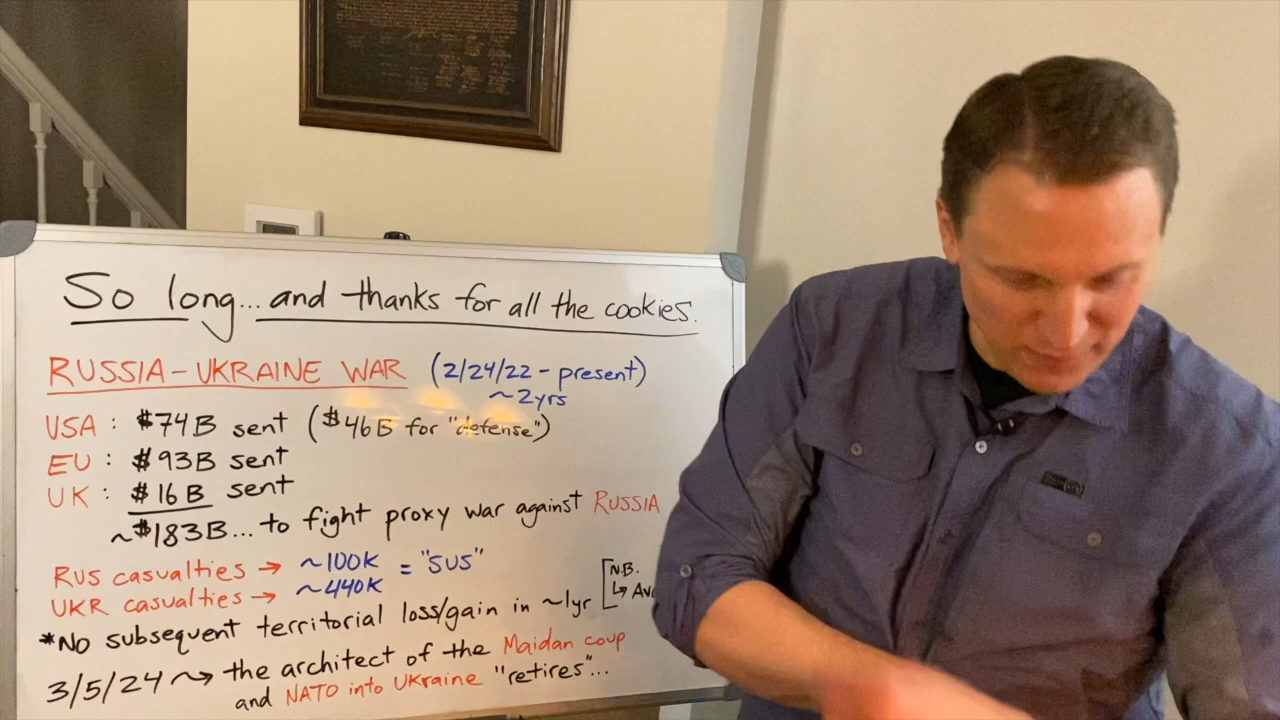 So long... and thanks for all the cookies.
RUSSIA-UKRAINE WAR (2/24/22 - present)
~2yrs
USA: $74B sent ($46B for "defense")
EU: $93B sent
UK: $16B sent
~$183B... to fight proxy war against RUSSIA
RUS casualties → ~100K = "SUS"
UKR casualties → ~440K
*No subsequent territorial loss/gain in ~1yr [N.B.
↳
3/5/24 ⤳ the architect of the Maidan coup
and NATO into UKraine "retires"...